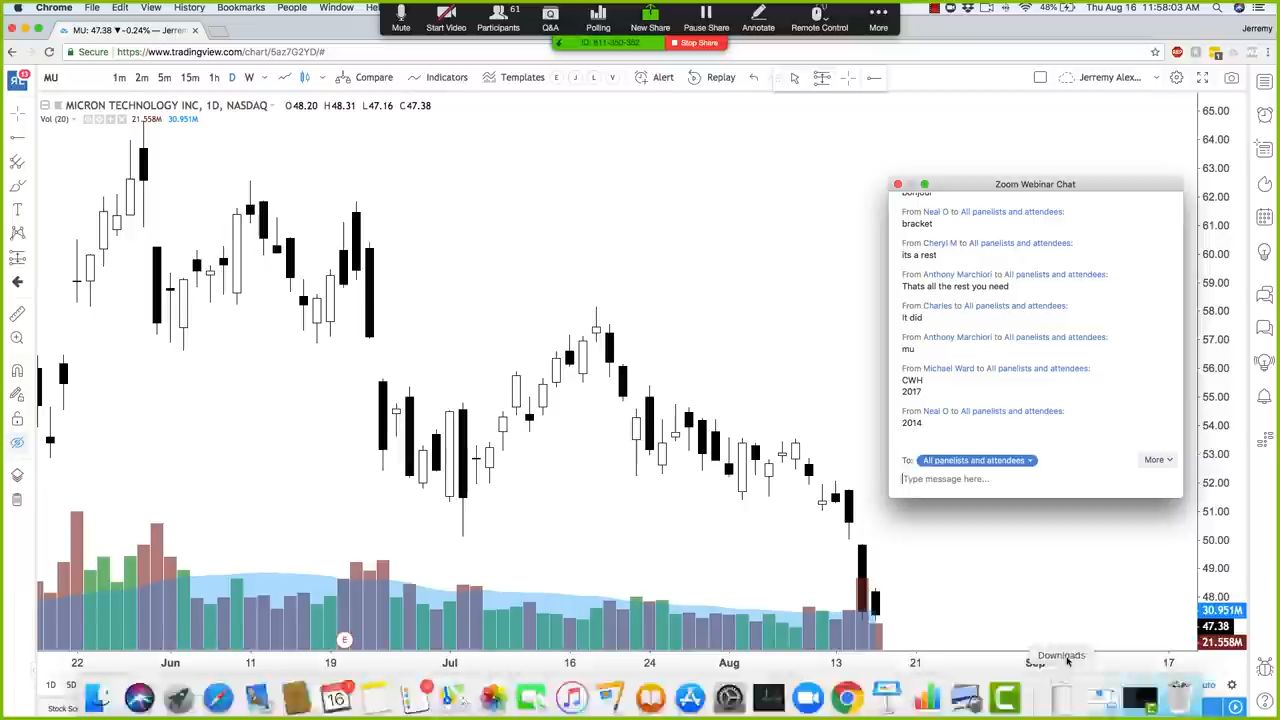 Chrome File Edit View History Bookmarks People Window
48% Thu Aug 16 11:58:03 AM
Mute Start Video Participants 61 Q&A Polling New Share Pause Share Annotate Remote Control More
Stop Share
MU: 47.38 ▼-0.24% — Jerem
Jeremy
Secure https://www.tradingview.com/chart/5az7G2YD/#
MU 1m 2m 5m 15m 1h D W Compare Indicators Templates E J L V Alert Replay Jeremy Alex...
MICRON TECHNOLOGY INC, 1D, NASDAQ O48.20 H48.31 L47.16 C47.38
Vol (20) 21.558M 30.951M
65.00
64.00
63.00
62.00
61.00
60.00
59.00
58.00
57.00
56.00
55.00
54.00
53.00
52.00
51.00
50.00
49.00
48.00
30.951M
47.38
21.558M
Zoom Webinar Chat
From Neal O to All panelists and attendees:
bracket
From Cheryl M to All panelists and attendees:
its a rest
From Anthony Marchiori to All panelists and attendees:
Thats all the rest you need
From Charles to All panelists and attendees:
It did
From Anthony Marchiori to All panelists and attendees:
mu
From Michael Ward to All panelists and attendees:
CWH
2017
From Neal O to All panelists and attendees:
2014
To: All panelists and attendees More
Type message here...
E
Downloads
22 Jun 11 19 Jul 16 24 Aug 13 21 17
1D
16
Stock Sc